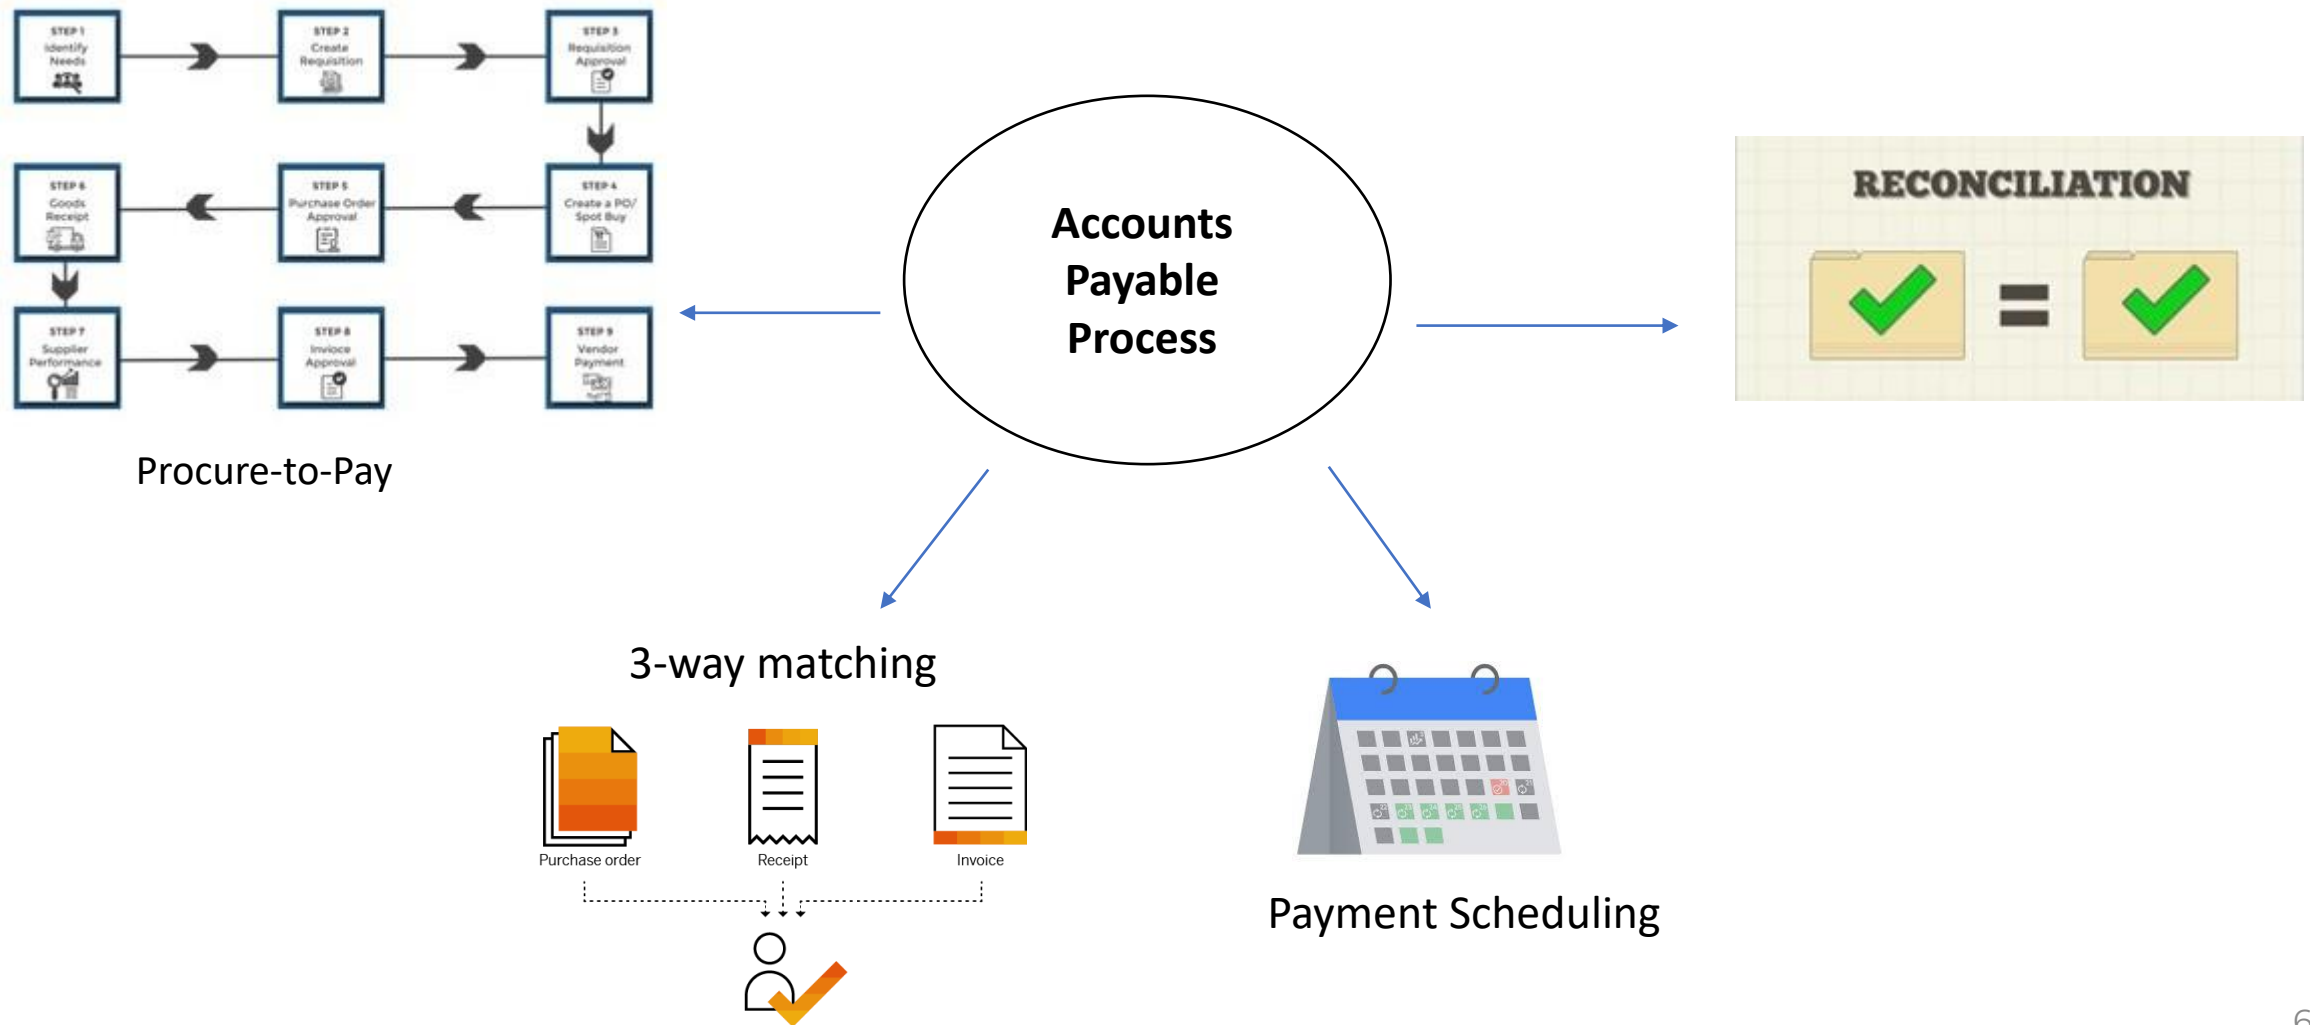 STEP 1
Identify
Needs
STEP 2
Create
Requisition
STEP 3
Requisition
Approval
STEP 6
Goods
Receipt
STEP 5
Purchase Order
Approval
STEP 4
Create a PO/
Spot Buy
STEP 7
Supplier
Performance
STEP 8
Invioce
Approval
STEP 9
Vendor
Payment
Procure-to-Pay
Accounts
Payable
Process
RECONCILIATION
3-way matching
Purchase order
Receipt
Invoice
Payment Scheduling
6